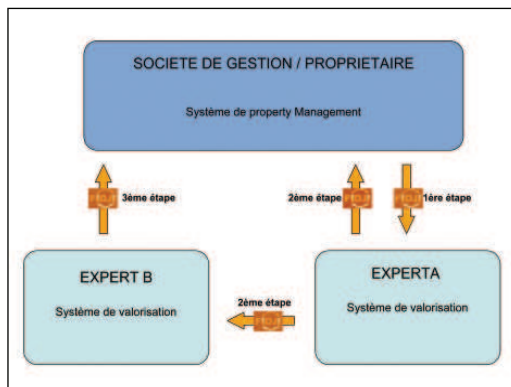 SOCIETE DE GESTION / PROPRIETAIRE
Système de property Management
3ème étape
2ème étape
1ère étape
EXPERT B
Système de valorisation
2ème étape
EXPERTA
Système de valorisation